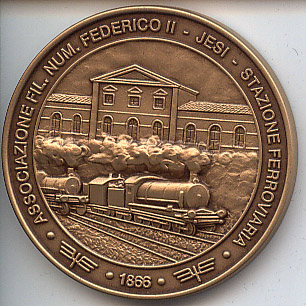 ASSOCIAZIONE FIL. NUM. FEDERICO II - JESI - STAZIONE FERROVIARIA
· 1866 ·